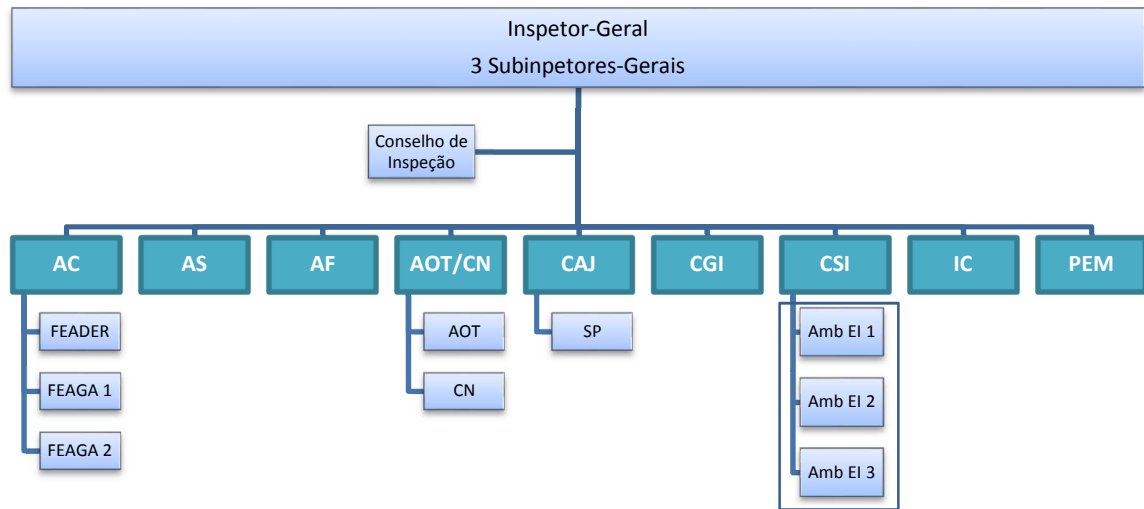 Inspetor-Geral
3 Subinpetores-Gerais
Conselho de
Inspeção
AC
AS
AF
AOT/CN
CAJ
CGI
CSI
IC
PEM
FEADER
AOT
SP
Amb EI 1
FEAGA 1
CN
Amb EI 2
FEAGA 2
Amb EI 3